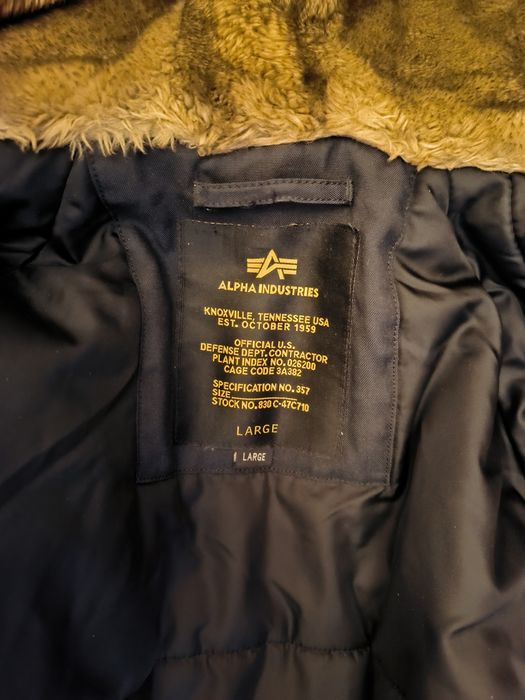 ALPHA INDUSTRIES
KNOXVILLE, TENNESSEE USA
EST. OCTOBER 1959
OFFICIAL U.S.
DEFENSE DEPT. CONTRACTOR
PLANT INDEX NO. 026200
CAGE CODE 3A382
SPECIFICATION NO. 357
SIZE
STOCK NO. 830 C-47C710
LARGE
LARGE